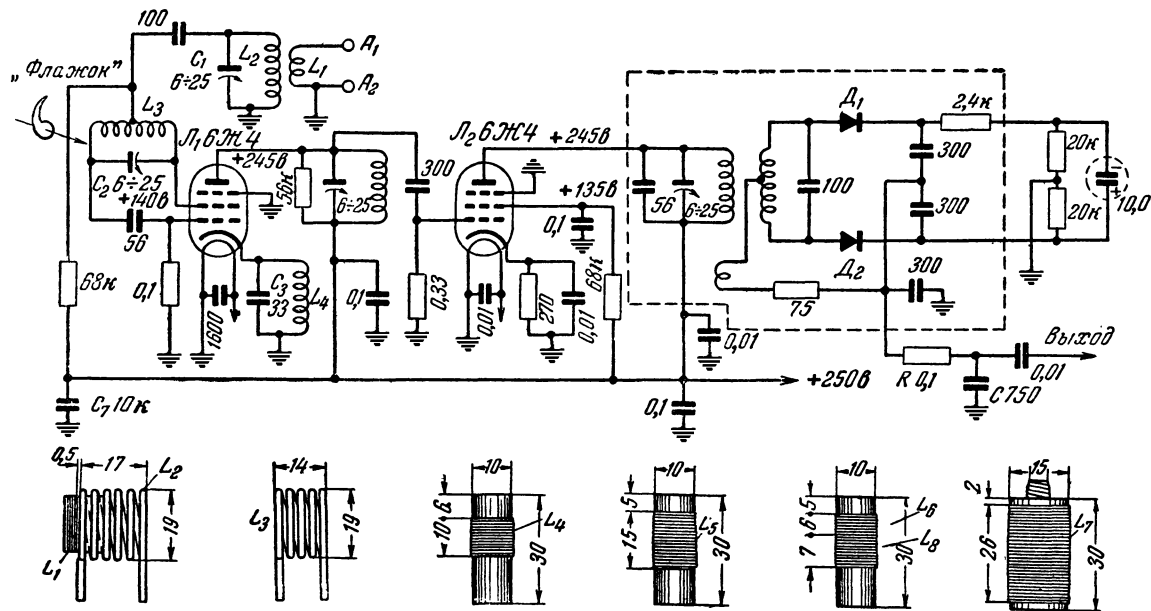 100
C₁
6÷25
L₂
L₁
A₁
A₂
„Флажок"
L₃
C₂
6÷25
+140в
56
Л₁6Ж4
+245в
56к
6÷25
300
Л₂6Ж4
+245в
+135в
0,1
56
6÷25
100
Д₁
Д₂
300
300
2,4к
20к
20к
10,0
68к
0,1
1600
C₃
33
L₄
0,1
0,33
0,01
270
0,01
68к
0,01
75
300
R 0,1
C 750
0,01
Выход
+250в
C₇ 10к
0,1
0,5
17
L₂
19
L₁
14
L₃
19
10
6
10
L₄
30
10
5
15
L₅
30
10
5
6
7
L₆
L₈
30
15
2
26
L₇
30